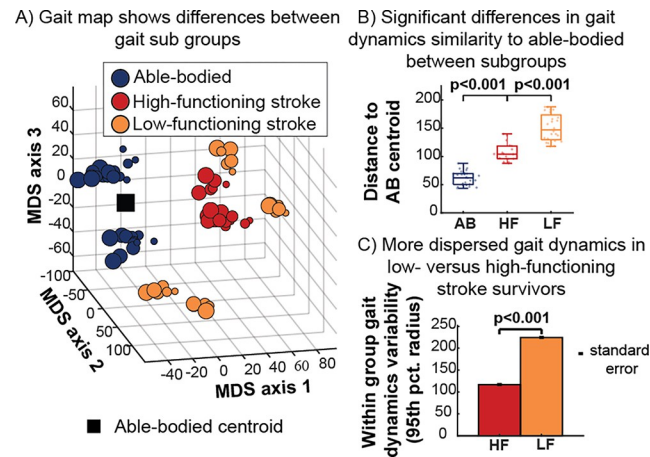 A) Gait map shows differences between
gait sub groups
Able-bodied
High-functioning stroke
Low-functioning stroke
MDS axis 3
60
40
20
0
-20
-40
-60
-100
-50
0
50
100
MDS axis 2
-40 -20 0 20 40 60 80
MDS axis 1
Able-bodied centroid
B) Significant differences in gait
dynamics similarity to able-bodied
between subgroups
p<0.001 p<0.001
Distance to
AB centroid
200
150
100
50
0
AB HF LF
C) More dispersed gait dynamics in
low- versus high-functioning
stroke survivors
p<0.001
Within group gait
dynamics variability
(95th pct. radius)
250
200
150
100
50
0
HF LF
standard
error